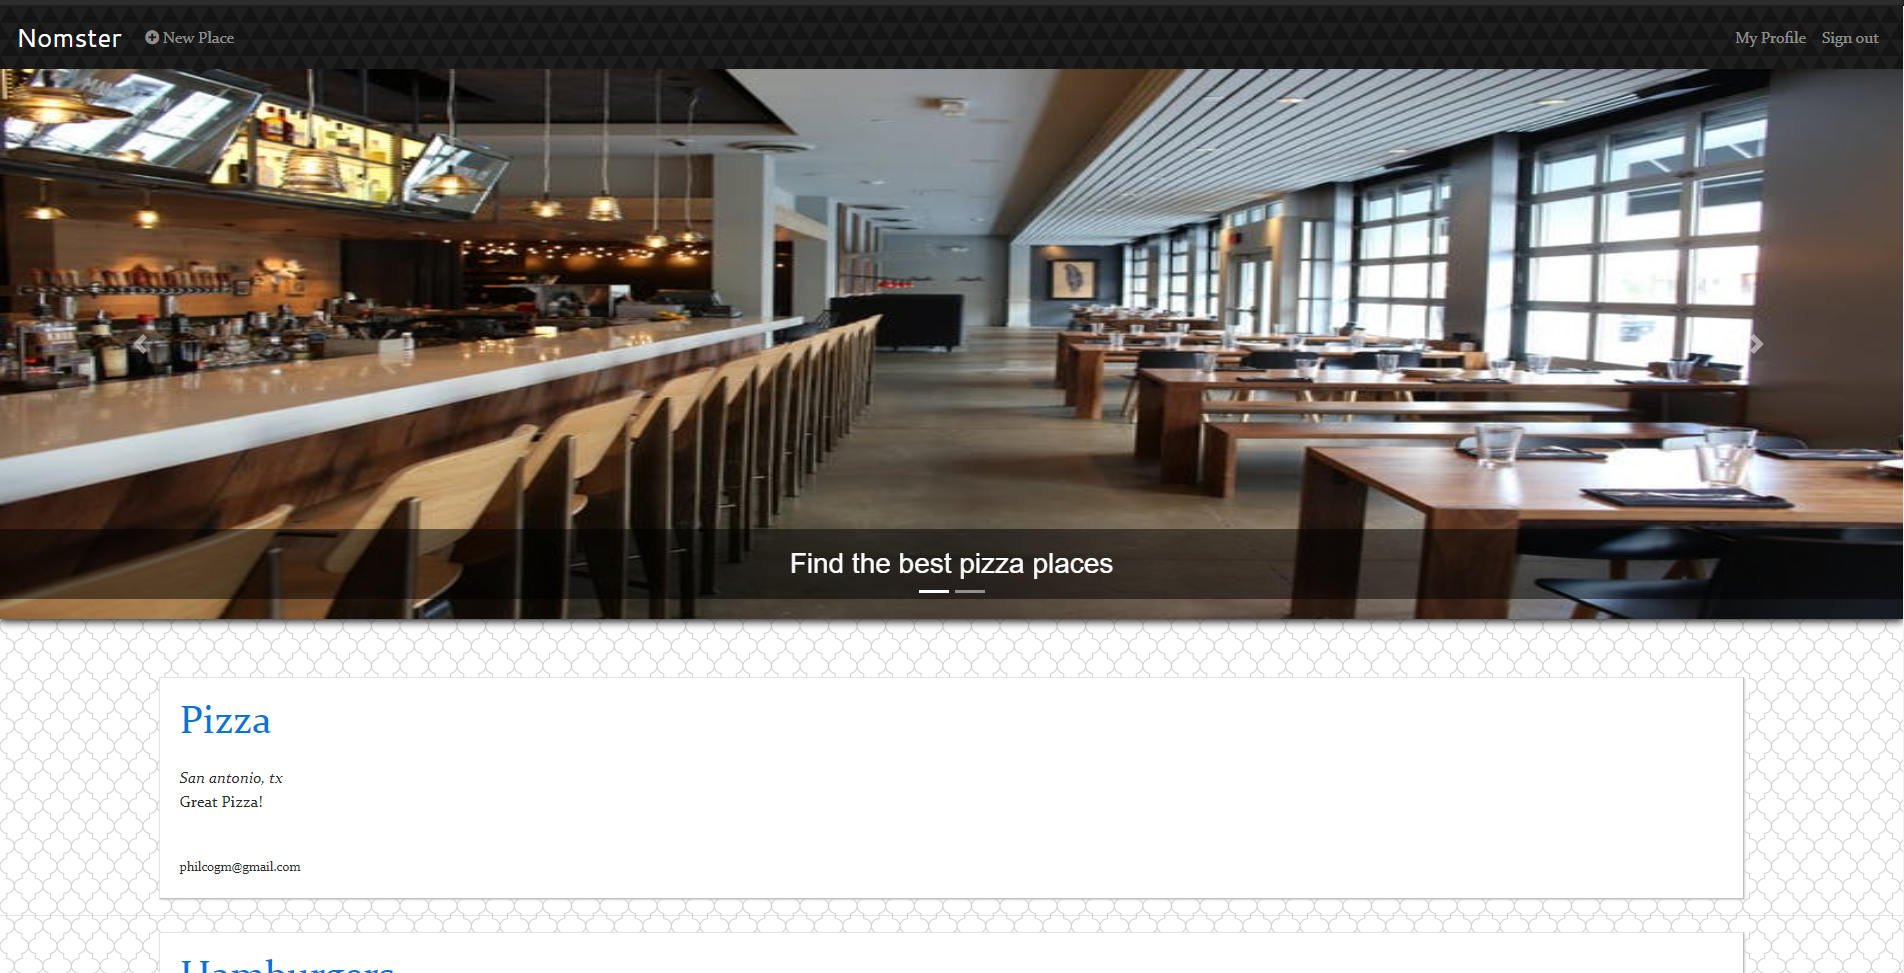 Nomster
New Place
My Profile
Sign out
Find the best pizza places
Pizza
San antonio, tx
Great Pizza!
philcogm@gmail.com
Hamburgers